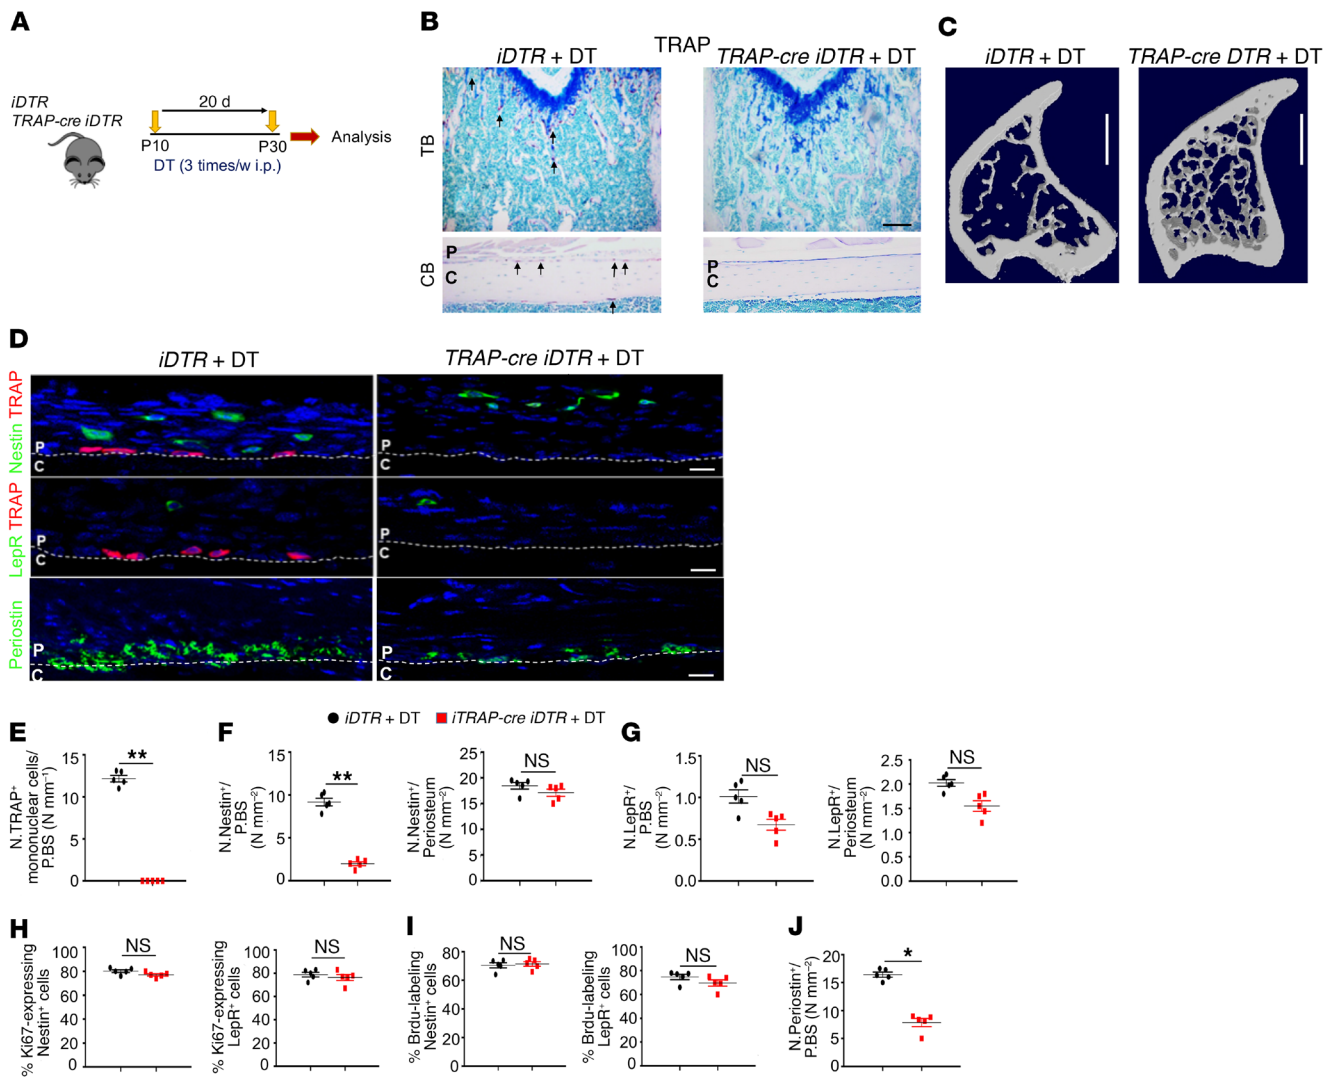 A
iDTR
TRAP-cre iDTR
20 d
P10
P30
DT (3 times/w i.p.)
Analysis
B
TRAP
iDTR + DT
TRAP-cre iDTR + DT
TB
CB
P
C
P
C
C
iDTR + DT
TRAP-cre DTR + DT
D
iDTR + DT
TRAP-cre iDTR + DT
Nestin TRAP
P
C
P
C
LepR TRAP
P
C
P
C
Periostin
P
C
P
C
iDTR + DT
iTRAP-cre iDTR + DT
E
N.TRAP+
mononuclear cells/
P.BS (N mm−1)
15
10
5
0
**
F
N.Nestin+/
P.BS
(N mm−2)
15
10
5
0
**
N.Nestin+/
Periosteum
(N mm−2)
25
20
15
10
5
0
NS
G
N.LepR+/
P.BS
(N mm−2)
1.5
1.0
0.5
0.0
NS
N.LepR+/
Periosteum
(N mm−2)
2.5
2.0
1.5
1.0
0.5
0.0
NS
H
% Ki67-expressing
Nestin+ cells
100
80
60
40
20
0
NS
% Ki67-expressing
LepR+ cells
100
80
60
40
20
0
NS
I
% Brdu-labeling
Nestin+ cells
80
60
40
20
0
NS
% Brdu-labeling
LepR+ cells
100
80
60
40
20
0
NS
J
N.Periostin+/
P.BS (N mm−2)
20
15
10
5
0
*